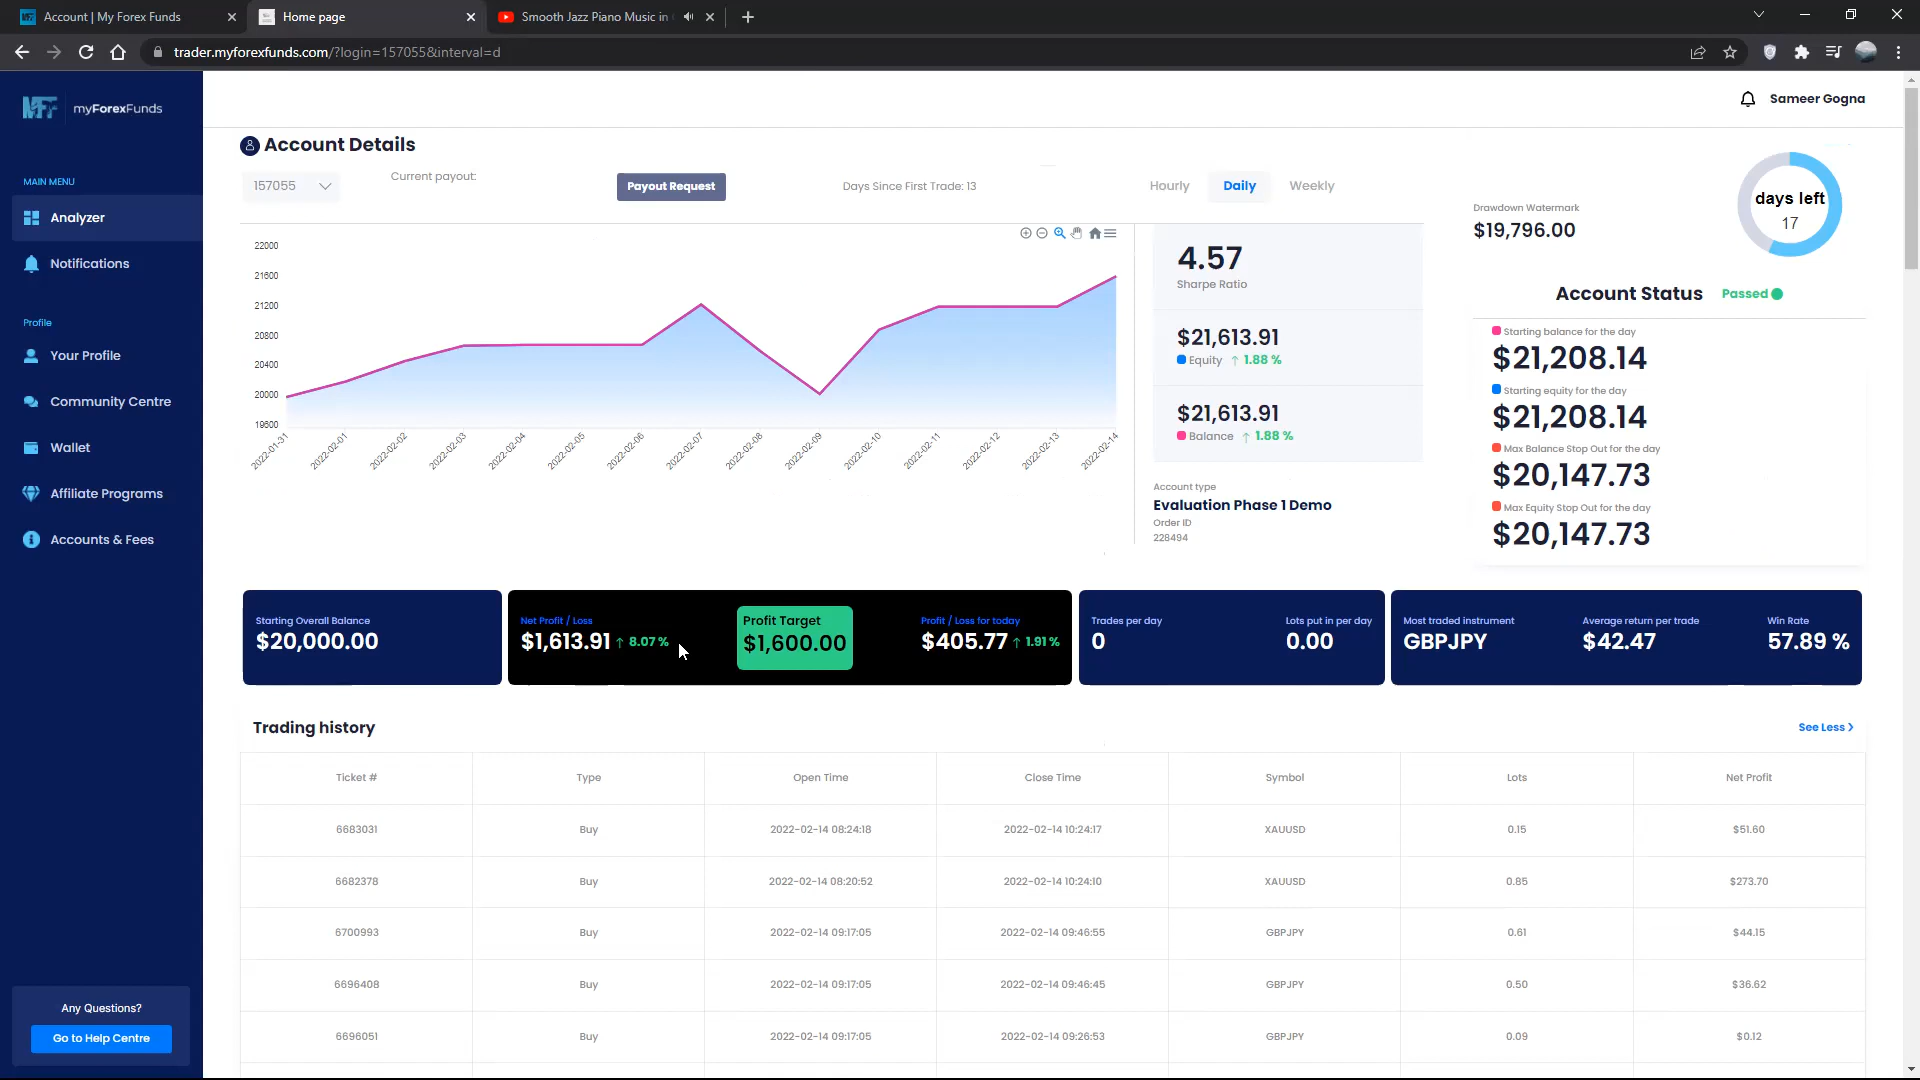 Account | My Forex Funds
Home page
Smooth Jazz Piano Music in
trader.myforexfunds.com/?login=157055&interval=d
MFF myForexFunds
Sameer Gogna
MAIN MENU
Analyzer
Notifications
Profile
Your Profile
Community Centre
Wallet
Affiliate Programs
Accounts & Fees
Any Questions?
Go to Help Centre
Account Details
157055
Current payout:
Payout Request
Days Since First Trade: 13
Hourly
Daily
Weekly
22000
21600
21200
20800
20400
20000
19600
2022-01-31
2022-02-01
2022-02-02
2022-02-03
2022-02-04
2022-02-05
2022-02-06
2022-02-07
2022-02-08
2022-02-09
2022-02-10
2022-02-11
2022-02-12
2022-02-13
2022-02-14
4.57
Sharpe Ratio
$21,613.91
Equity ↑ 1.88 %
$21,613.91
Balance ↑ 1.88 %
Account type
Evaluation Phase 1 Demo
Order ID
228494
Drawdown Watermark
$19,796.00
days left
17
Account Status Passed
Starting balance for the day
$21,208.14
Starting equity for the day
$21,208.14
Max Balance Stop Out for the day
$20,147.73
Max Equity Stop Out for the day
$20,147.73
Starting Overall Balance
$20,000.00
Net Profit / Loss
$1,613.91 ↑ 8.07 %
Profit Target
$1,600.00
Profit / Loss for today
$405.77 ↑ 1.91 %
Trades per day
0
Lots put in per day
0.00
Most traded instrument
GBPJPY
Average return per trade
$42.47
Win Rate
57.89 %
Trading history
See Less >
Ticket # Type Open Time Close Time Symbol Lots Net Profit
6683031 Buy 2022-02-14 08:24:18 2022-02-14 10:24:17 XAUUSD 0.15 $51.60
6682378 Buy 2022-02-14 08:20:52 2022-02-14 10:24:10 XAUUSD 0.85 $273.70
6700993 Buy 2022-02-14 09:17:05 2022-02-14 09:46:55 GBPJPY 0.61 $44.15
6696408 Buy 2022-02-14 09:17:05 2022-02-14 09:46:45 GBPJPY 0.50 $36.62
6696051 Buy 2022-02-14 09:17:05 2022-02-14 09:26:53 GBPJPY 0.09 $0.12